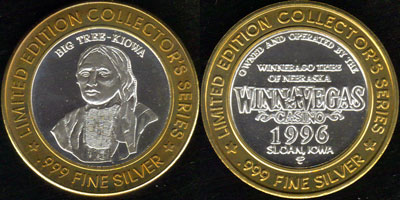 LIMITED EDITION COLLECTOR'S SERIES
BIG TREE-KIOWA
★ .999 FINE SILVER ★
LIMITED EDITION COLLECTOR'S SERIES
OWNED AND OPERATED BY THE
WINNEBAGO TRIBE
OF NEBRASKA
WINNAVEGAS
CASINO
1996
SLOAN, IOWA
★ .999 FINE SILVER ★